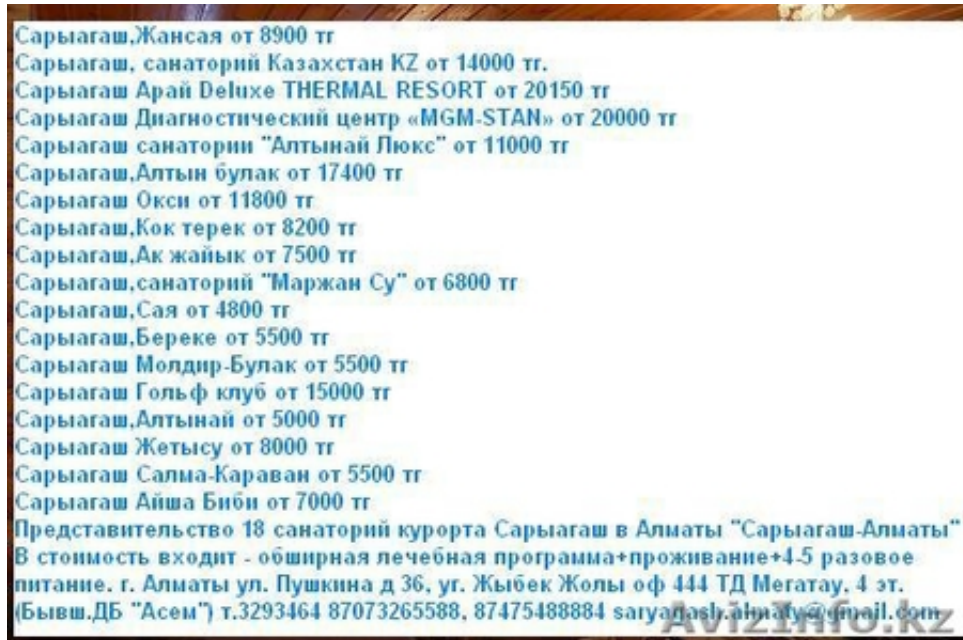 Сарыагаш,Жансая от 8900 тг
Сарыагаш, санаторий Казахстан KZ от 14000 тг.
Сарыагаш Арай Deluxe THERMAL RESORT от 20150 тг
Сарыагаш Диагностический центр «MGM-STAN» от 20000 тг
Сарыагаш санатории "Алтынай Люкс" от 11000 тг
Сарыагаш,Алтын булак от 17400 тг
Сарыагаш Окси от 11800 тг
Сарыагаш,Кок терек от 8200 тг
Сарыагаш,Ак жайык от 7500 тг
Сарыагаш,санаторий "Маржан Су" от 6800 тг
Сарыагаш,Сая от 4800 тг
Сарыагаш,Береке от 5500 тг
Сарыагаш Молдир-Булак от 5500 тг
Сарыагаш Гольф клуб от 15000 тг
Сарыагаш,Алтынай от 5000 тг
Сарыагаш Жетысу от 8000 тг
Сарыагаш Салма-Караван от 5500 тг
Сарыагаш Айша Биби от 7000 тг
Представительство 18 санаторий курорта Сарыагаш в Алматы "Сарыагаш-Алматы"
В стоимость входит - обширная лечебная программа+проживание+4-5 разовое
питание. г. Алматы ул. Пушкина д 36, уг. Жыбек Жолы оф 444 ТД Мегатау, 4 эт.
(Бывш.ДБ "Асем") т.3293464 87073265588, 87475488884 saryagash.almaty@gmail.com
AvizInfo.kz